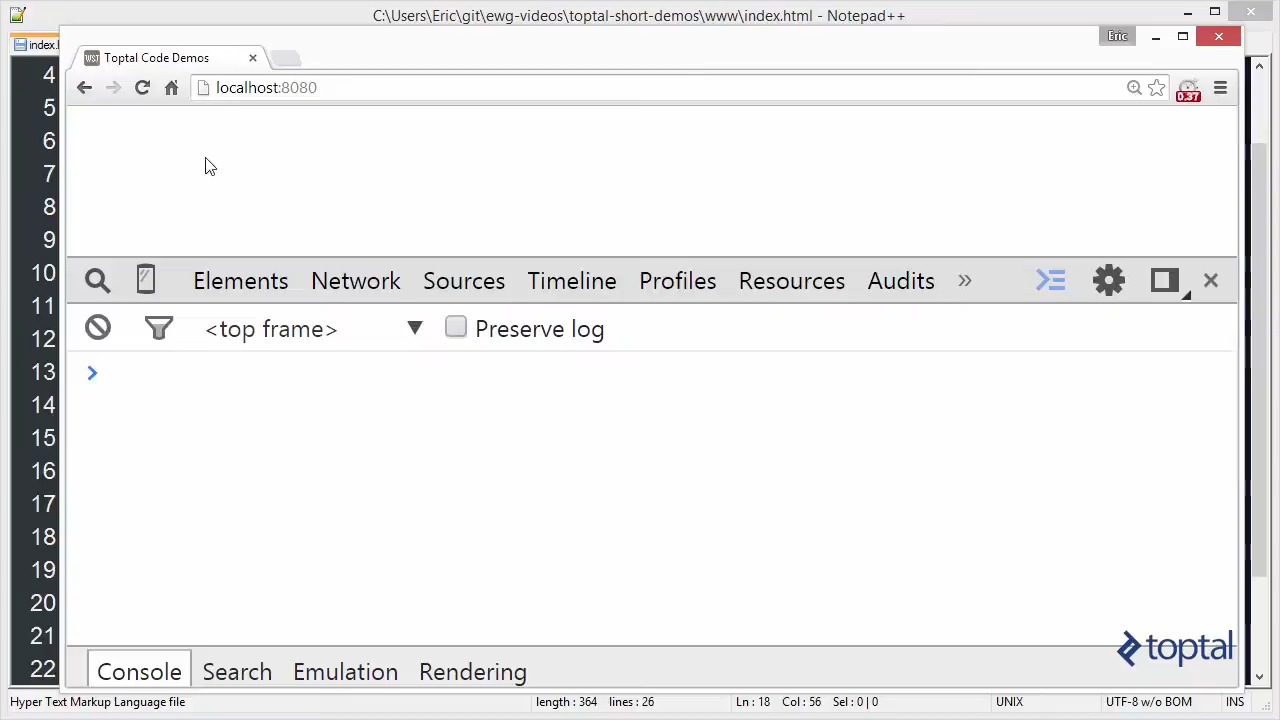 C:\Users\Eric\git\ewg-videos\toptal-short-demos\www\index.html - Notepad++
index.
Eric
Toptal Code Demos
localhost:8080
0.37
4
5
6
7
8
9
10
11
12
13
14
15
16
17
18
19
20
21
22
Elements Network Sources Timeline Profiles Resources Audits »
<top frame> Preserve log
>
toptal
Console Search Emulation Rendering
Hyper Text Markup Language file length : 364 lines : 26 Ln : 18 Col : 56 Sel : 0 | 0 UNIX UTF-8 w/o BOM INS